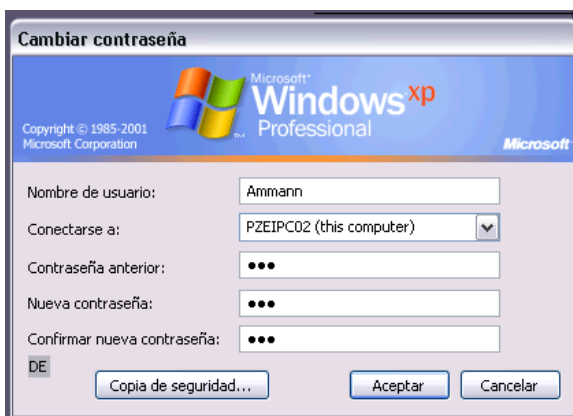 Cambiar contraseña
Microsoft®
Windows xp
Professional
Copyright © 1985-2001
Microsoft Corporation
Microsoft
Nombre de usuario: Ammann
Conectarse a: PZEIPC02 (this computer)
Contraseña anterior: •••
Nueva contraseña: •••
Confirmar nueva contraseña: •••
DE
Copia de seguridad... Aceptar Cancelar